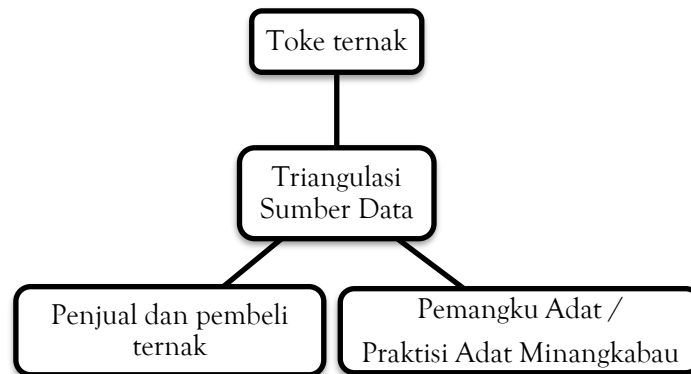 Toke ternak
Triangulasi
Sumber Data
Penjual dan pembeli
ternak
Pemangku Adat /
Praktisi Adat Minangkabau